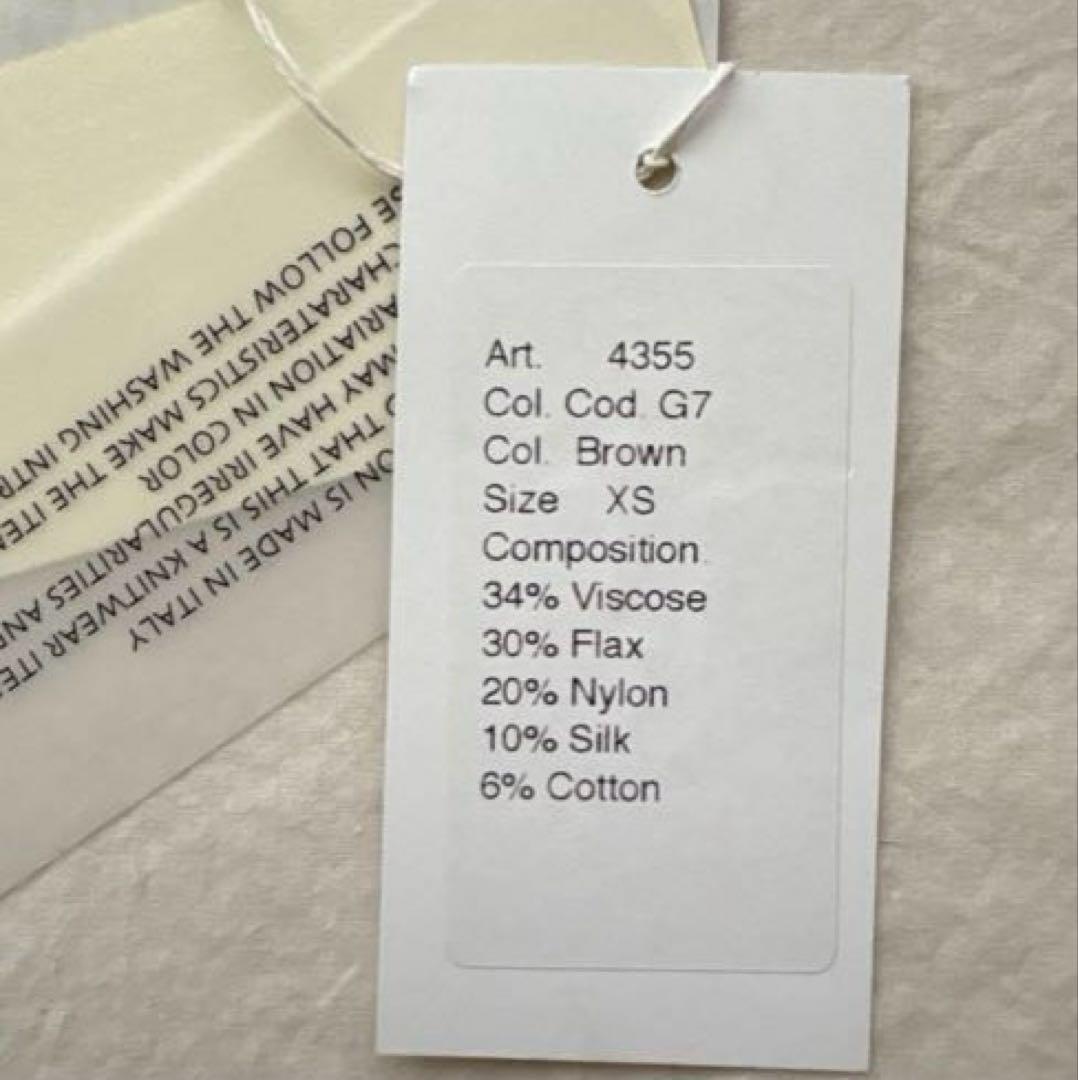 Art. 4355
Col. Cod. G7
Col. Brown
Size XS
Composition.
34% Viscose
30% Flax
20% Nylon
10% Silk
6% Cotton
IS MADE IN ITALY
THAT THIS IS A KNITWEAR
MAY HAVE IRREGULARITIES
IN COLOR
CHARATERISTICS MAKE THE
FOLLOW THE WASHING